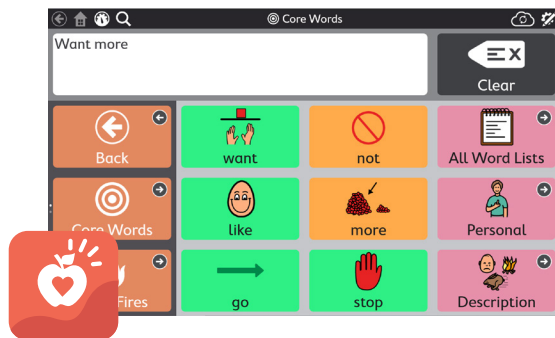 Core Words
Want more
Clear
Back
want
not
All Word Lists
Core Words
like
more
Personal
Fires
go
stop
Description